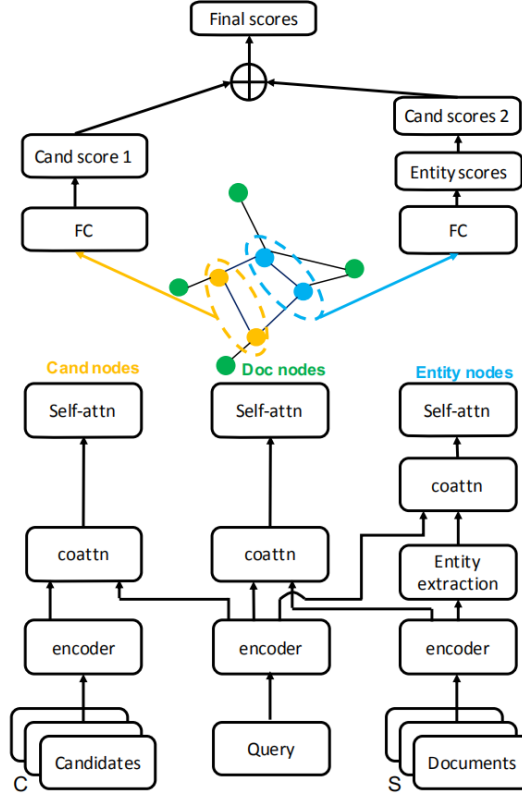 Final scores
Cand scores 2
Cand score 1
Entity scores
FC
FC
Cand nodes
Doc nodes
Entity nodes
Self-attn
Self-attn
Self-attn
coattn
coattn
coattn
Entity
extraction
encoder
encoder
encoder
Candidates
Query
Documents
C
S